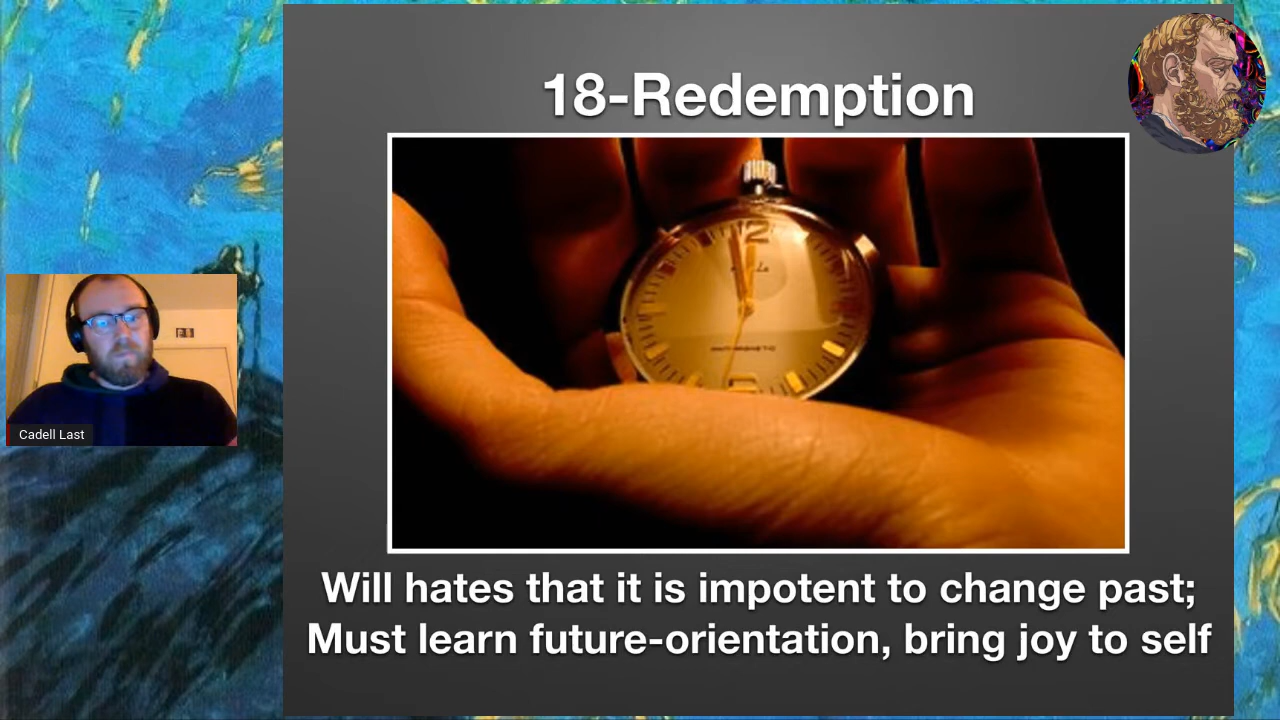 18-Redemption
12
Will hates that it is impotent to change past;
Must learn future-orientation, bring joy to self
Cadell Last